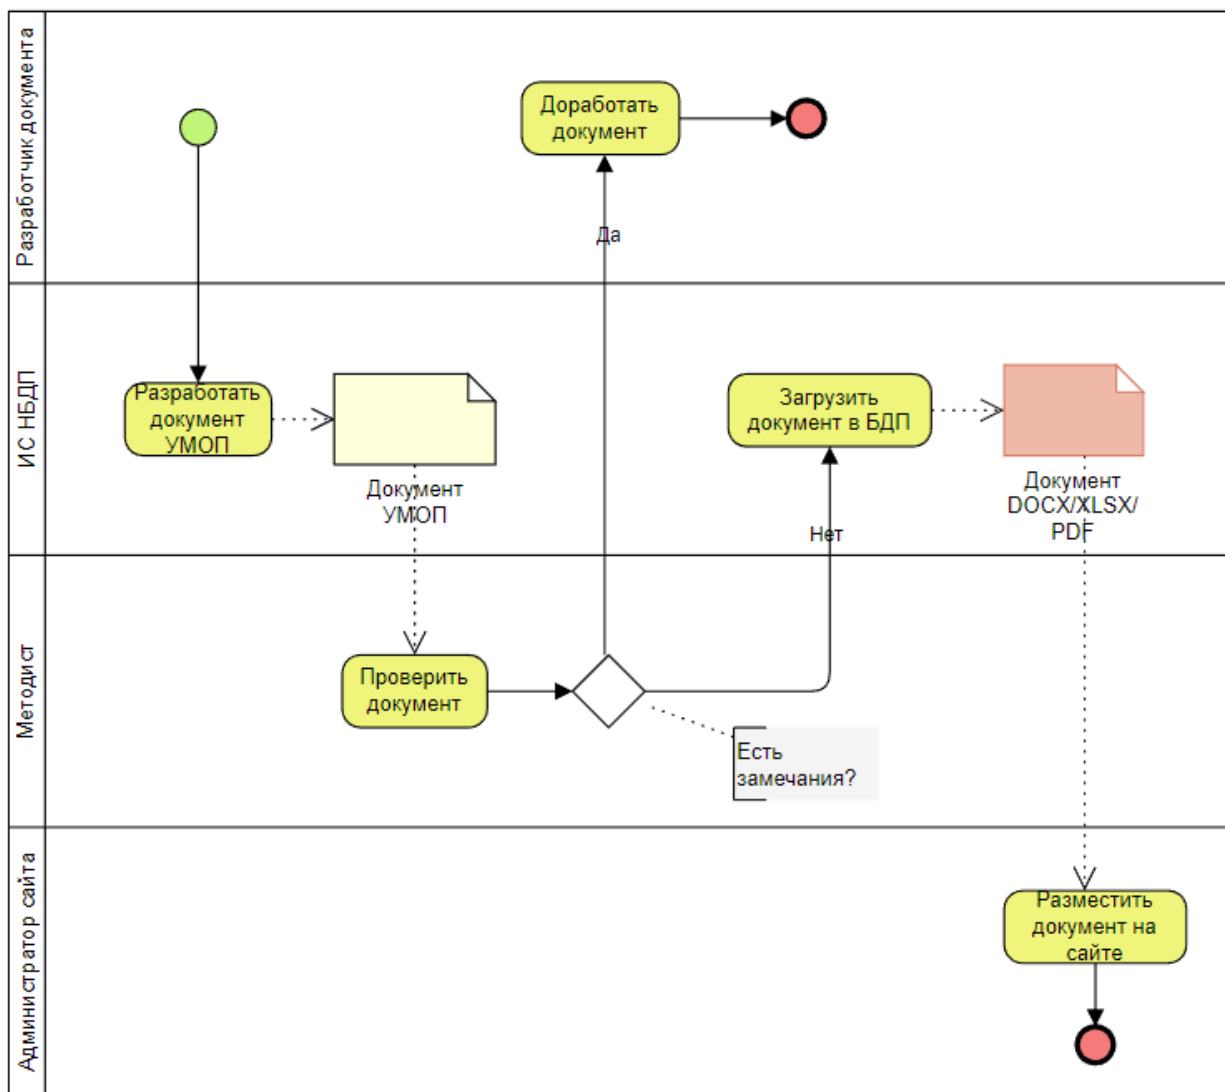 Разработчик документа
Доработать
документ
Да
ИС НБДП
Разработать
документ
УМОП
Документ
УМОП
Загрузить
документ в БДП
Документ
DOCX/XLSX/
PDF
Нет
Методист
Проверить
документ
Есть
замечания?
Администратор сайта
Разместить
документ на
сайте